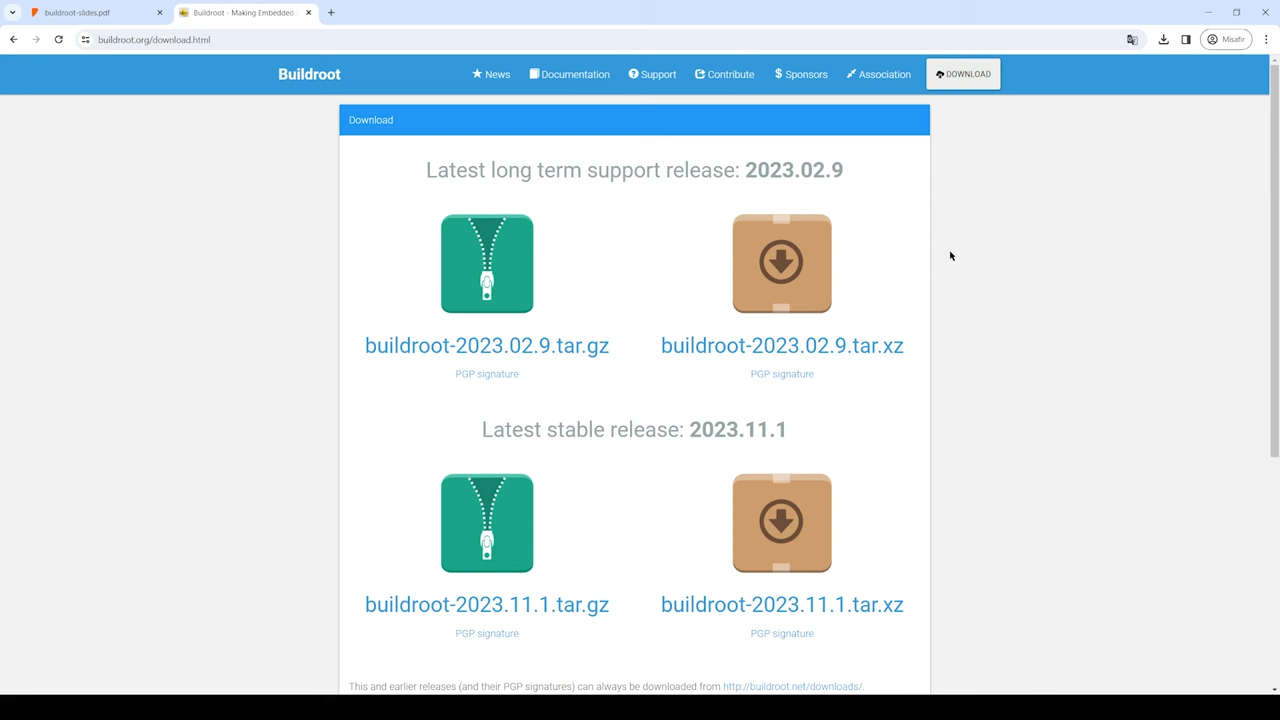 buildroot-slides.pdf
Buildroot - Making Embedded
buildroot.org/download.html
Misafir
Buildroot
News
Documentation
Support
Contribute
Sponsors
Association
DOWNLOAD
Download
Latest long term support release: 2023.02.9
buildroot-2023.02.9.tar.gz
buildroot-2023.02.9.tar.xz
PGP signature
PGP signature
Latest stable release: 2023.11.1
buildroot-2023.11.1.tar.gz
buildroot-2023.11.1.tar.xz
PGP signature
PGP signature
This and earlier releases (and their PGP signatures) can always be downloaded from http://buildroot.net/downloads/.